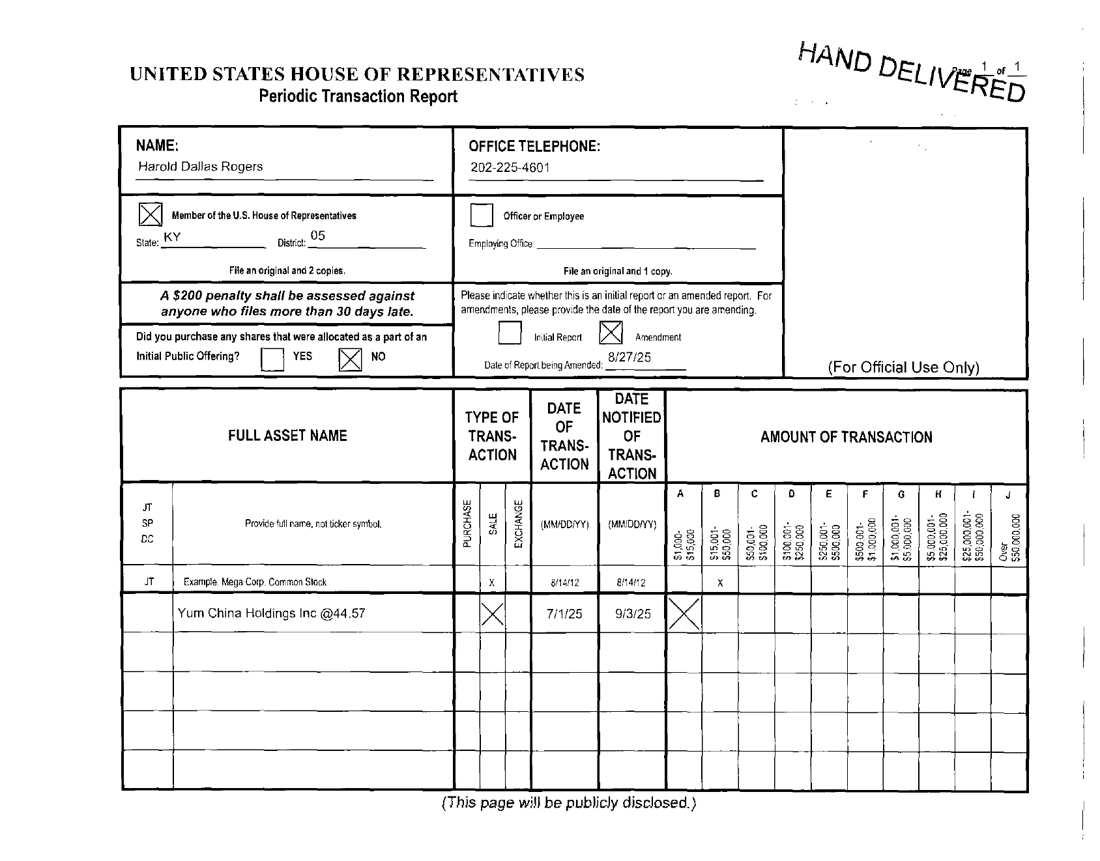 HAND DELIVERED
Page 1 of 1
UNITED STATES HOUSE OF REPRESENTATIVES
Periodic Transaction Report
NAME:
Harold Dallas Rogers
OFFICE TELEPHONE:
202-225-4601
Member of the U.S. House of Representatives
State: KY District: 05
File an original and 2 copies.
Officer or Employee
Employing Office:
File an original and 1 copy.
A $200 penalty shall be assessed against
anyone who files more than 30 days late.
Please indicate whether this is an initial report or an amended report. For
amendments, please provide the date of the report you are amending.
Initial Report Amendment
Date of Report being Amended: 8/27/25
Did you purchase any shares that were allocated as a part of an
Initial Public Offering? YES NO
(For Official Use Only)
FULL ASSET NAME
TYPE OF
TRANS-
ACTION
DATE
OF
TRANS-
ACTION
DATE
NOTIFIED
OF
TRANS-
ACTION
AMOUNT OF TRANSACTION
JT
SP
DC
Provide full name, not ticker symbol.
PURCHASE
SALE
EXCHANGE
(MM/DD/YY)
(MM/DD/YY)
A B C D E F G H I J
$1,000-
$15,000
$15,001-
$50,000
$50,001-
$100,000
$100,001-
$250,000
$250,001-
$500,000
$500,001-
$1,000,000
$1,000,001-
$5,000,000
$5,000,001-
$25,000,000
$25,000,001-
$50,000,000
Over
$50,000,000
JT Example: Mega Corp. Common Stock X 8/14/12 8/14/12 X
Yum China Holdings Inc @44.57 X 7/1/25 9/3/25 X
(This page will be publicly disclosed.)